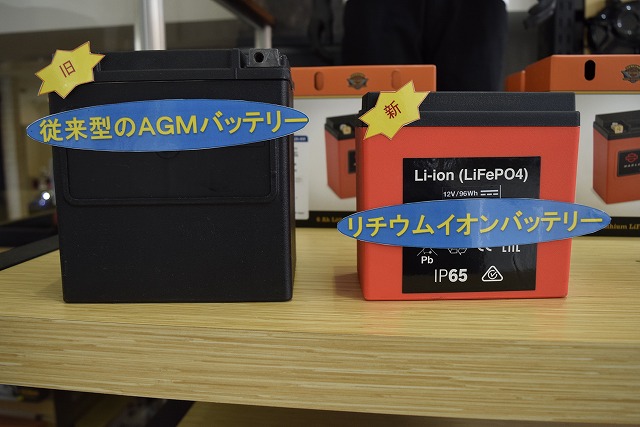 旧
従来型のAGMバッテリー
新
Li-ion (LiFePO4)
12V/96Wh
リチウムイオンバッテリー
Pb
IP65